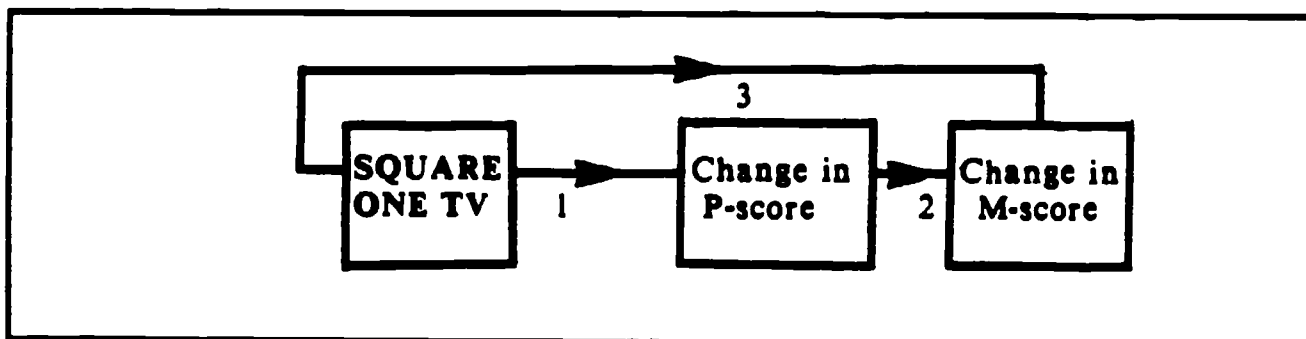 3
SQUARE
ONE TV
1
Change in
P-score
2
Change in
M-score